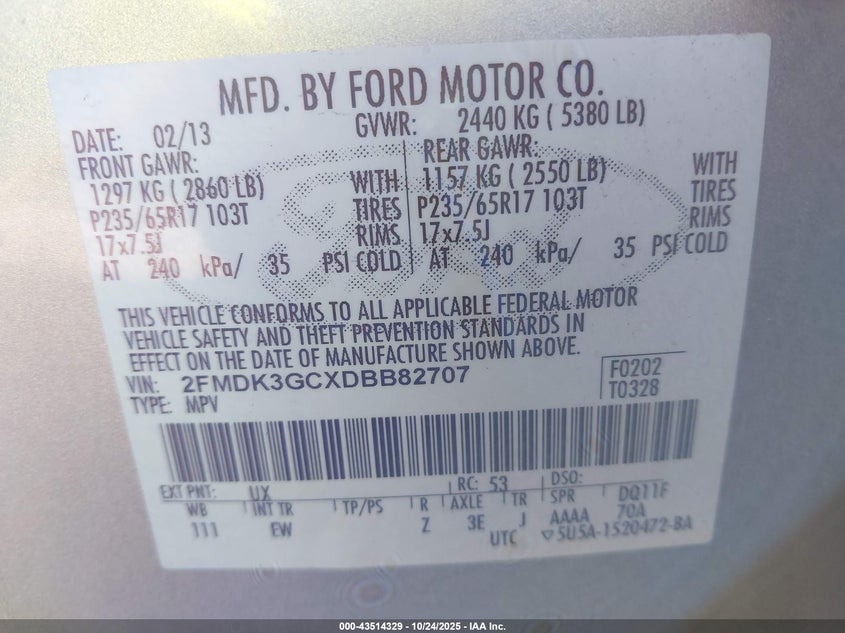 MFD. BY FORD MOTOR CO.
DATE: 02/13 GVWR: 2440 KG ( 5380 LB)
FRONT GAWR: REAR GAWR:
1297 KG ( 2860 LB) WITH 1157 KG ( 2550 LB) WITH
P235/65R17 103T TIRES P235/65R17 103T TIRES
17x7.5J RIMS 17x7.5J RIMS
AT 240 kPa/ 35 PSI COLD AT 240 kPa/ 35 PSI COLD
THIS VEHICLE CONFORMS TO ALL APPLICABLE FEDERAL MOTOR
VEHICLE SAFETY AND THEFT PREVENTION STANDARDS IN
EFFECT ON THE DATE OF MANUFACTURE SHOWN ABOVE.
VIN: 2FMDK3GCXDBB82707 F0202
TYPE: MPV T0328
EXT PNT: UX RC: 53 DSO:
WB INT TR TP/PS R AXLE TR SPR DQ11F
111 EW Z 3E J AAAA 70A
UTC ▽5U5A-1520472-BA
Ford
000-43514329 - 10/24/2025 - IAA Inc.